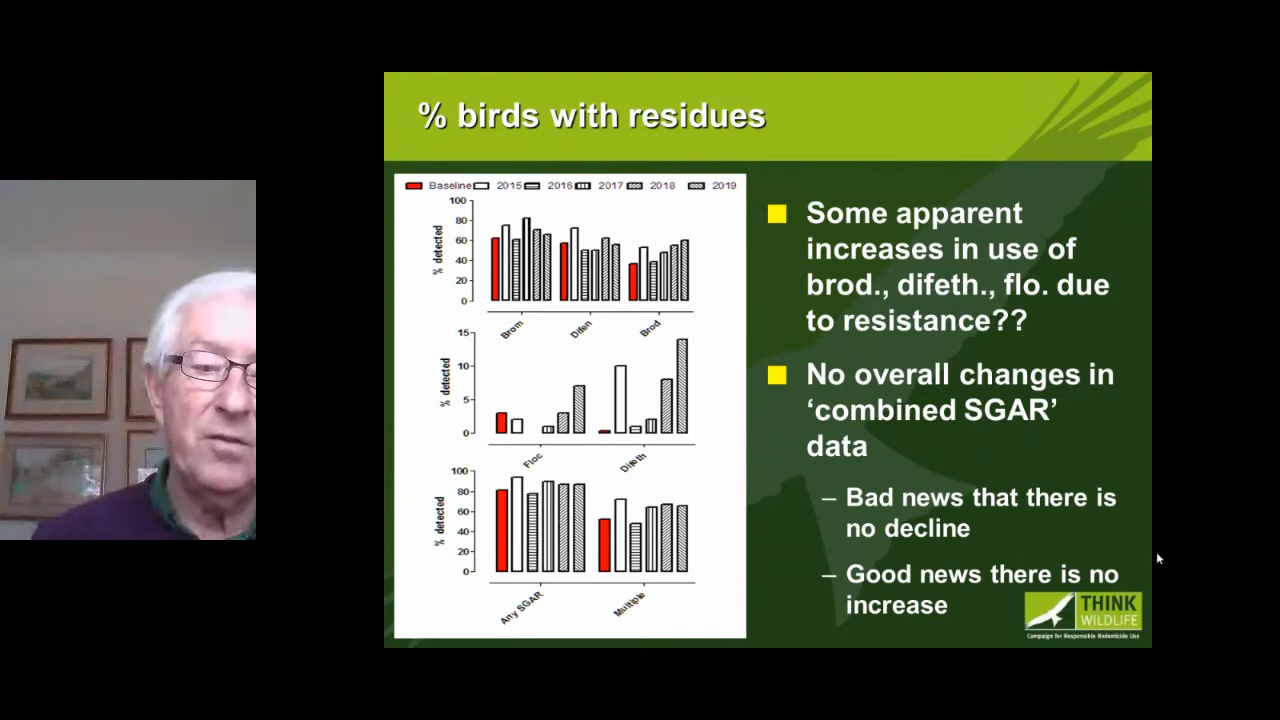 % birds with residues
Baseline 2015 2016 2017 2018 2019
100
80
60
40
20
0
% detected
Brom Difen Brod
15
10
5
0
% detected
Floc Difeth
100
80
60
40
20
0
% detected
Any SGAR Multiple
Some apparent
increases in use of
brod., difeth., flo. due
to resistance??
No overall changes in
‘combined SGAR’
data
– Bad news that there is
no decline
– Good news there is no
increase
THINK
WILDLIFE
Campaign for Responsible Rodenticide Use